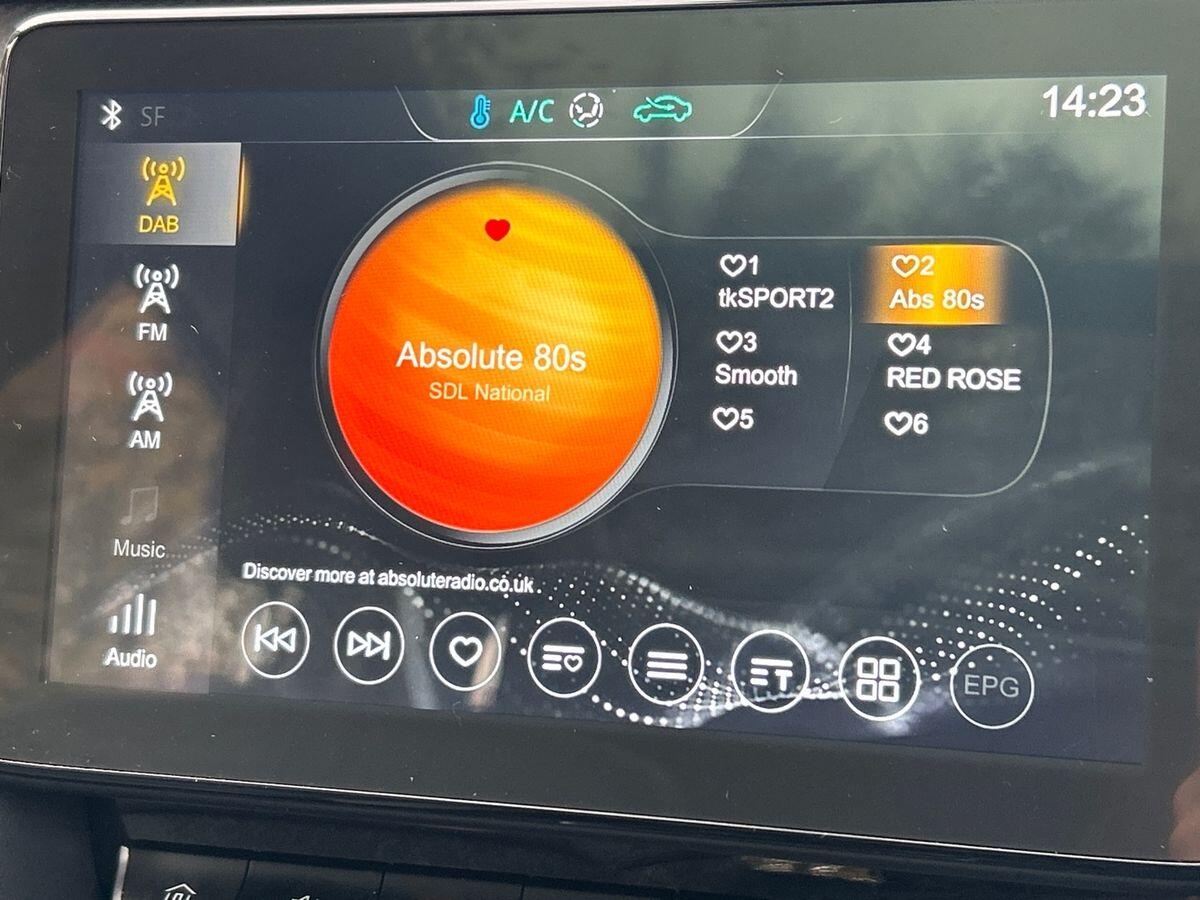 SF
A/C
14:23
DAB
FM
AM
Music
Audio
Absolute 80s
SDL National
1
tkSPORT2
2
Abs 80s
3
Smooth
4
RED ROSE
5
6
Discover more at absoluteradio.co.uk
T
EPG